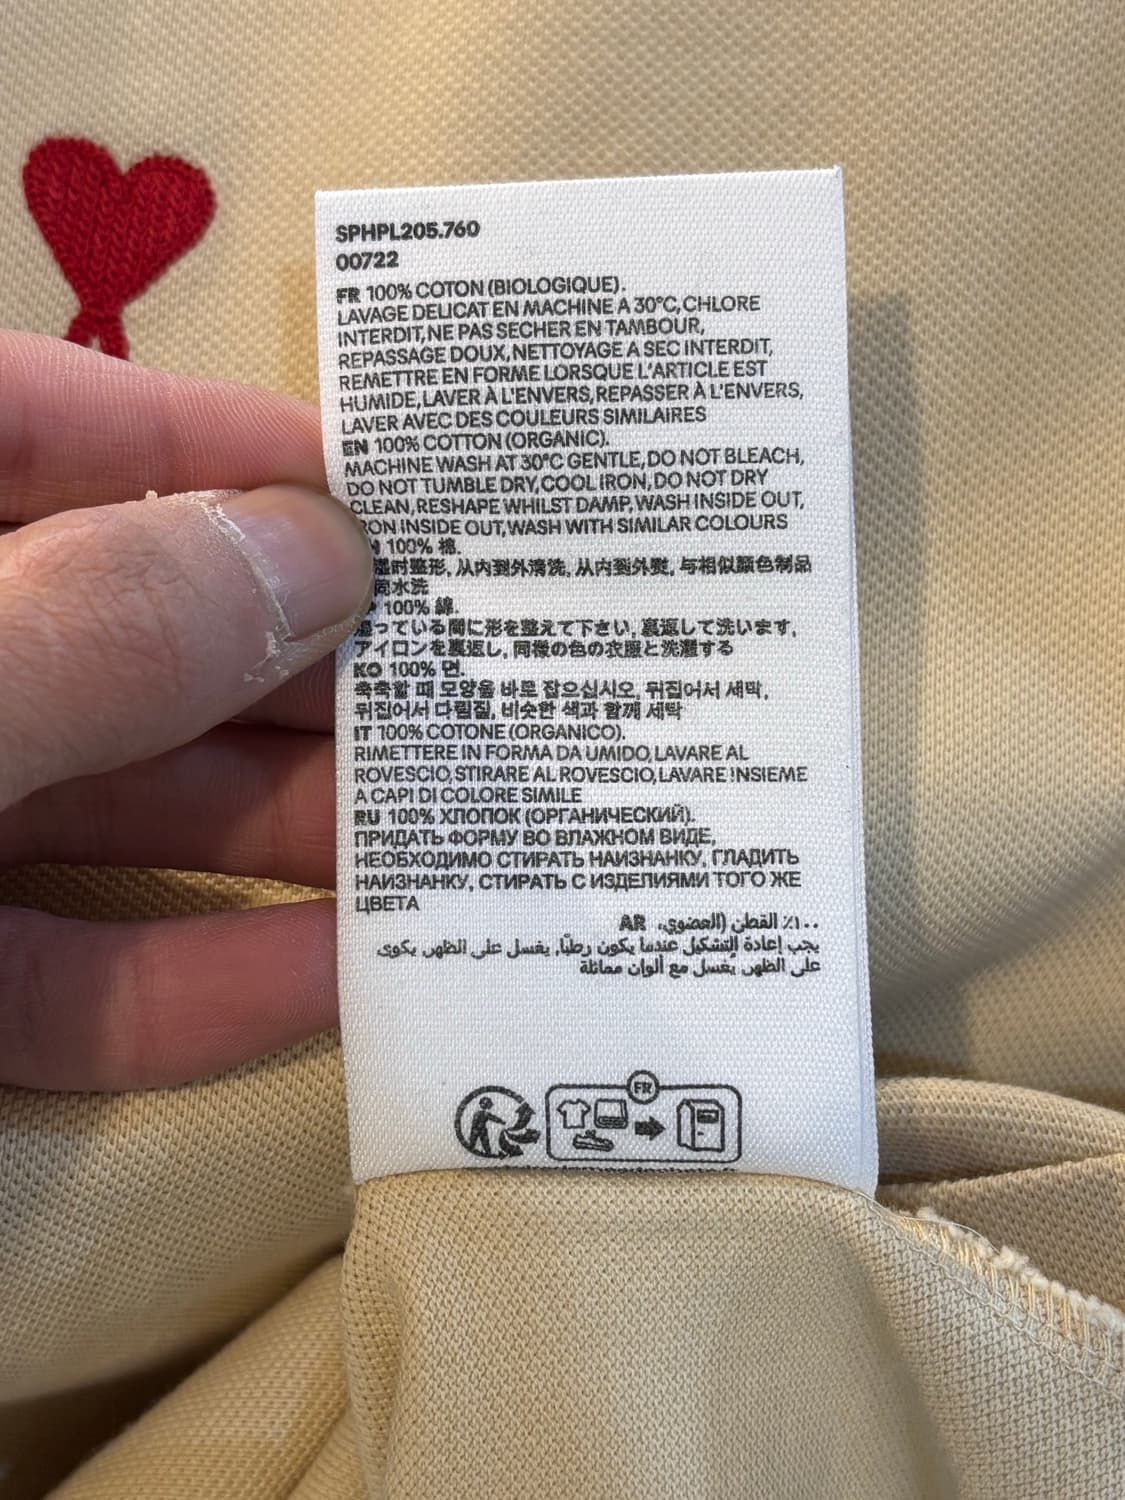 SPHPL205.760
00722
FR 100% COTON (BIOLOGIQUE).
LAVAGE DELICAT EN MACHINE A 30°C, CHLORE
INTERDIT, NE PAS SECHER EN TAMBOUR,
REPASSAGE DOUX, NETTOYAGE A SEC INTERDIT,
REMETTRE EN FORME LORSQUE L'ARTICLE EST
HUMIDE, LAVER À L'ENVERS, REPASSER À L'ENVERS,
LAVER AVEC DES COULEURS SIMILAIRES
EN 100% COTTON (ORGANIC).
MACHINE WASH AT 30°C GENTLE, DO NOT BLEACH,
DO NOT TUMBLE DRY, COOL IRON, DO NOT DRY
CLEAN, RESHAPE WHILST DAMP, WASH INSIDE OUT,
IRON INSIDE OUT, WASH WITH SIMILAR COLOURS
100% 棉.
湿时整形, 从内到外清洗, 从内到外熨, 与相似颜色制品
同水洗
100% 綿.
湿っている間に形を整えて下さい, 裏返して洗います,
アイロンを裏返し, 同様の色の衣服と洗濯する
KO 100% 면.
축축할 때 모양을 바로 잡으십시오, 뒤집어서 세탁,
뒤집어서 다림질, 비슷한 색과 함께 세탁
IT 100% COTONE (ORGANICO).
RIMETTERE IN FORMA DA UMIDO, LAVARE AL
ROVESCIO, STIRARE AL ROVESCIO, LAVARE INSIEME
A CAPI DI COLORE SIMILE
RU 100% ХЛОПОК (ОРГАНИЧЕСКИЙ).
ПРИДАТЬ ФОРМУ ВО ВЛАЖНОМ ВИДЕ,
НЕОБХОДИМО СТИРАТЬ НАИЗНАНКУ, ГЛАДИТЬ
НАИЗНАНКУ, СТИРАТЬ С ИЗДЕЛИЯМИ ТОГО ЖЕ
ЦВЕТА
١٠٠٪ القطن (العضوي، AR
يجب إعادة التشكيل عندما يكون رطبًا, يغسل على الظهر, يكوى
على الظهر, يغسل مع ألوان مماثلة
FR